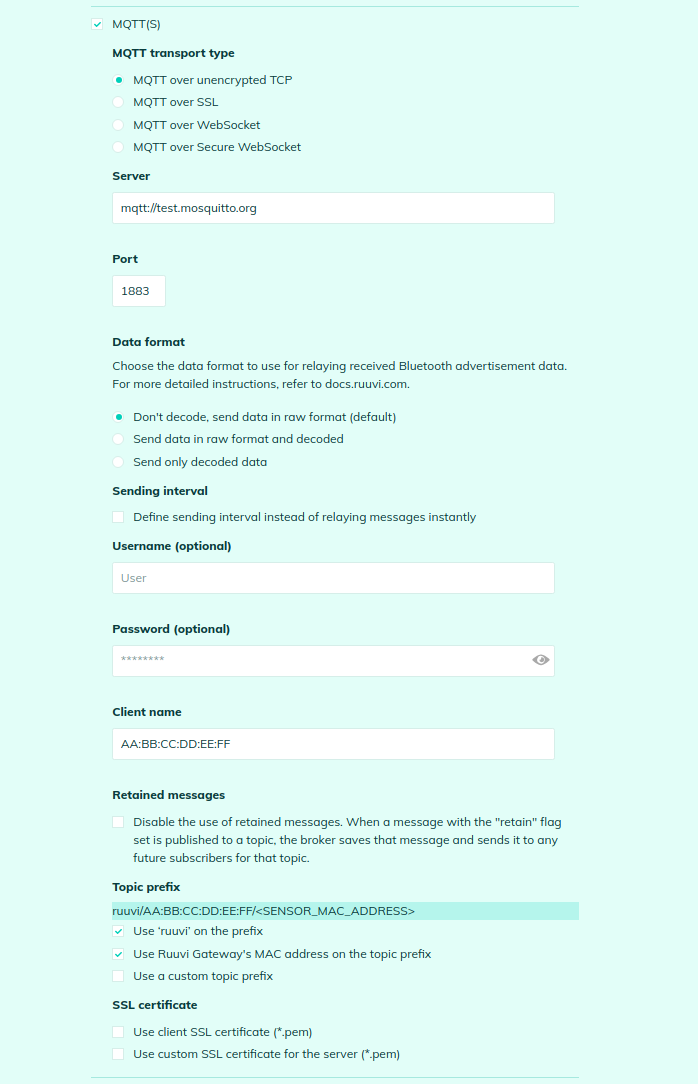 MQTT(S)
MQTT transport type
MQTT over unencrypted TCP
MQTT over SSL
MQTT over WebSocket
MQTT over Secure WebSocket
Server
mqtt://test.mosquitto.org
Port
1883
Data format
Choose the data format to use for relaying received Bluetooth advertisement data.
For more detailed instructions, refer to docs.ruuvi.com.
Don't decode, send data in raw format (default)
Send data in raw format and decoded
Send only decoded data
Sending interval
Define sending interval instead of relaying messages instantly
Username (optional)
User
Password (optional)
********
Client name
AA:BB:CC:DD:EE:FF
Retained messages
Disable the use of retained messages. When a message with the "retain" flag
set is published to a topic, the broker saves that message and sends it to any
future subscribers for that topic.
Topic prefix
ruuvi/AA:BB:CC:DD:EE:FF/<SENSOR_MAC_ADDRESS>
Use ‘ruuvi’ on the prefix
Use Ruuvi Gateway's MAC address on the topic prefix
Use a custom topic prefix
SSL certificate
Use client SSL certificate (*.pem)
Use custom SSL certificate for the server (*.pem)